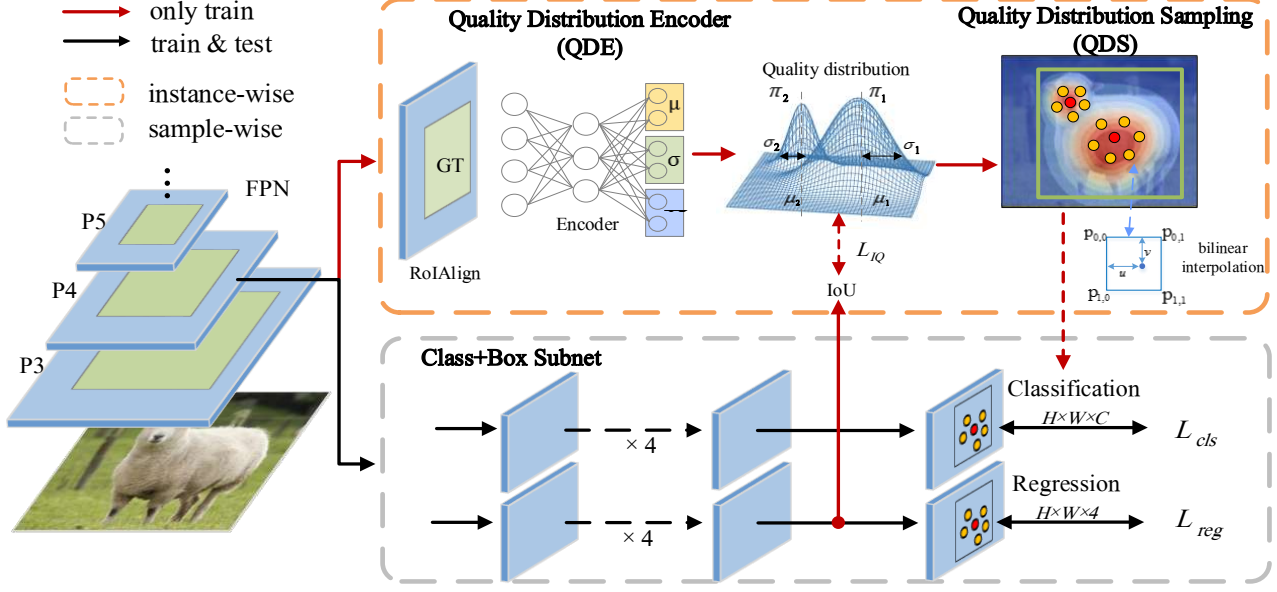 only train
train & test
instance-wise
sample-wise
Quality Distribution Encoder
(QDE)
Quality Distribution Sampling
(QDS)
Quality distribution
π₂
π₁
σ₂
σ₁
μ₂
μ₁
GT
μ
σ
Encoder
RoIAlign
L_IQ
IoU
p₀,₀
p₀,₁
v
u
p₁,₀
p₁,₁
bilinear
interpolation
FPN
P5
P4
P3
Class+Box Subnet
× 4
× 4
Classification
H×W×C
L_cls
Regression
H×W×4
L_reg